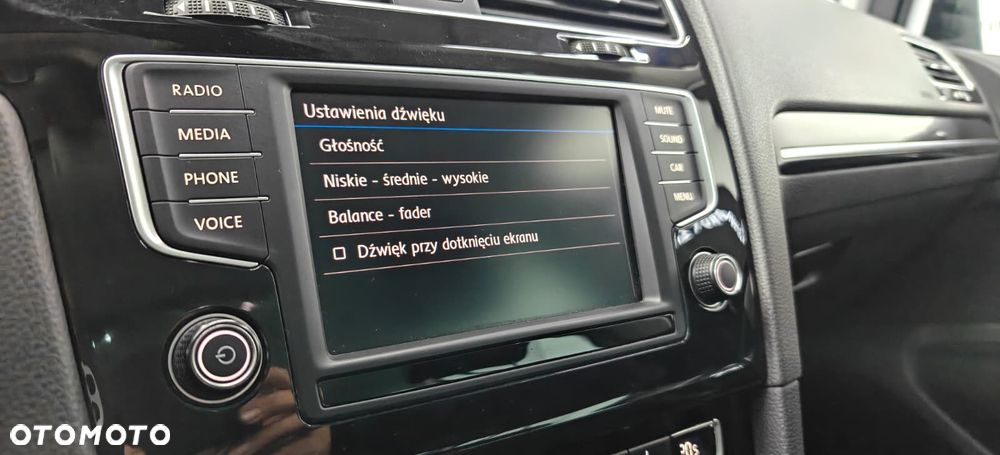 RADIO
MEDIA
PHONE
VOICE
Ustawienia dźwięku
Głośność
Niskie - średnie - wysokie
Balance - fader
Dźwięk przy dotknięciu ekranu
MUTE
SOUND
CAR
MENU
OTOMOTO